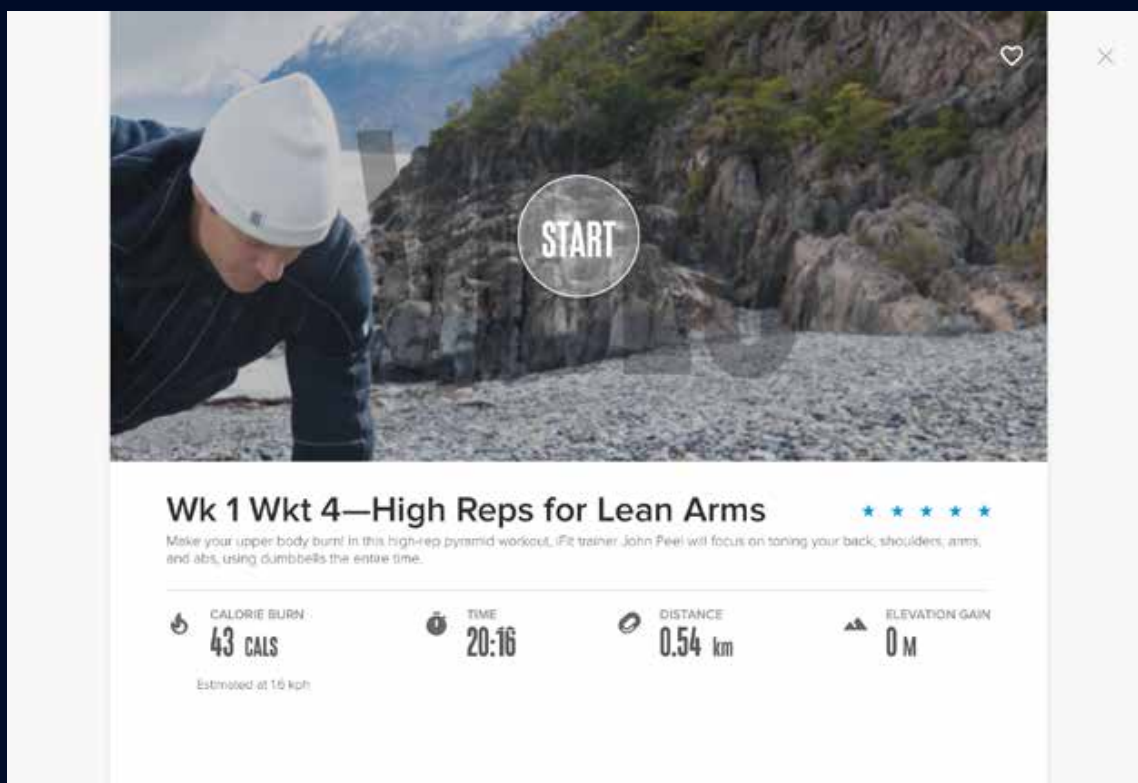 START
Wk 1 Wkt 4—High Reps for Lean Arms
Make your upper body burn! In this high-rep pyramid workout, iFit trainer John Peel will focus on toning your back, shoulders, arms,
and abs, using dumbbells the entire time.
CALORIE BURN
43 CALS
Estimated at 1.6 kph
TIME
20:16
DISTANCE
0.54 km
ELEVATION GAIN
0 M